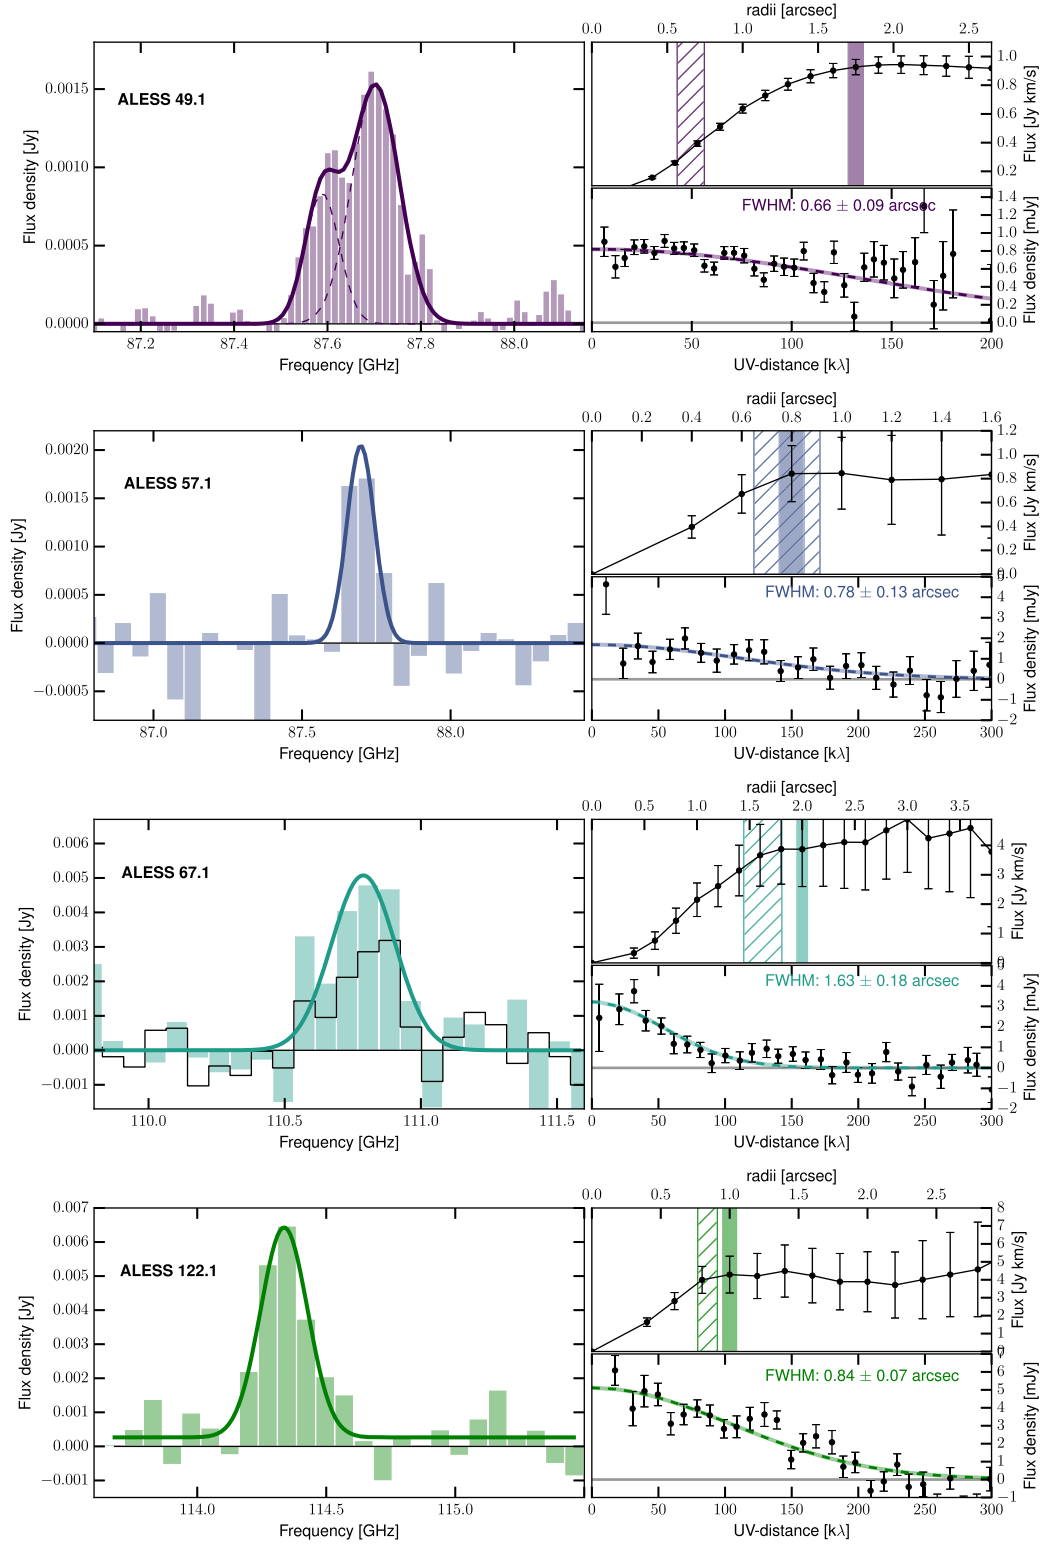 radii [arcsec]
0.0 0.5 1.0 1.5 2.0 2.5
ALESS 49.1
0.0015
0.0010
0.0005
0.0000
Flux density [Jy]
87.2 87.4 87.6 87.8 88.0
Frequency [GHz]
1.0
0.8
0.6
0.4
0.2
Flux [Jy km/s]
FWHM: 0.66 ± 0.09 arcsec
1.4
1.2
1.0
0.8
0.6
0.4
0.2
0.0
Flux density [mJy]
0 50 100 150 200
UV-distance [kλ]
radii [arcsec]
0.0 0.2 0.4 0.6 0.8 1.0 1.2 1.4 1.6
ALESS 57.1
0.0020
0.0015
0.0010
0.0005
0.0000
−0.0005
Flux density [Jy]
87.0 87.5 88.0
Frequency [GHz]
1.2
1.0
0.8
0.6
0.4
0.2
0.0
Flux [Jy km/s]
FWHM: 0.78 ± 0.13 arcsec
5
4
3
2
1
0
−1
−2
Flux density [mJy]
0 50 100 150 200 250 300
UV-distance [kλ]
radii [arcsec]
0.0 0.5 1.0 1.5 2.0 2.5 3.0 3.5
ALESS 67.1
0.006
0.005
0.004
0.003
0.002
0.001
0.000
−0.001
Flux density [Jy]
110.0 110.5 111.0 111.5
Frequency [GHz]
4
3
2
1
0
Flux [Jy km/s]
FWHM: 1.63 ± 0.18 arcsec
5
4
3
2
1
0
−1
−2
Flux density [mJy]
0 50 100 150 200 250 300
UV-distance [kλ]
radii [arcsec]
0.0 0.5 1.0 1.5 2.0 2.5
ALESS 122.1
0.007
0.006
0.005
0.004
0.003
0.002
0.001
0.000
−0.001
Flux density [Jy]
114.0 114.5 115.0
Frequency [GHz]
8
7
6
5
4
3
2
1
0
Flux [Jy km/s]
FWHM: 0.84 ± 0.07 arcsec
7
6
5
4
3
2
1
0
−1
Flux density [mJy]
0 50 100 150 200 250 300
UV-distance [kλ]